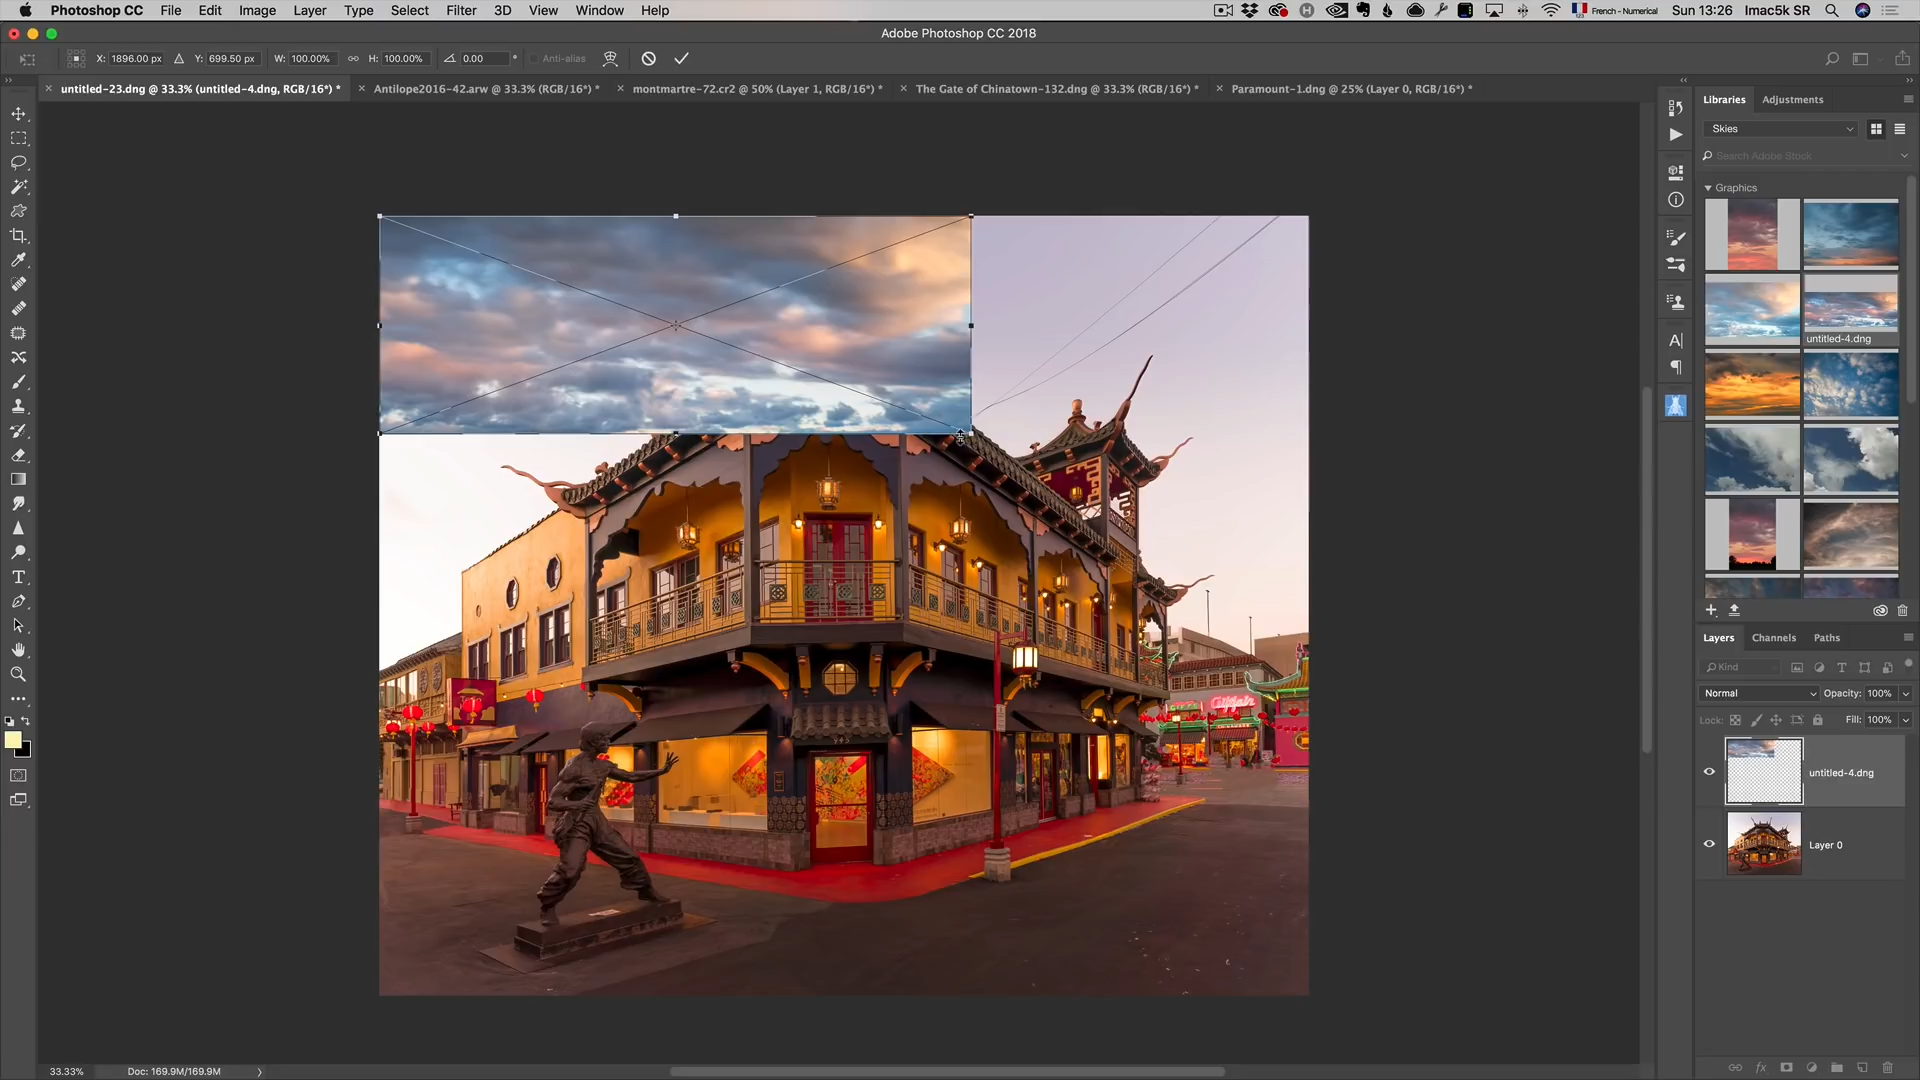 Photoshop CC File Edit Image Layer Type Select Filter 3D View Window Help French - Numerical Sun 13:26 Imac5k SR
Adobe Photoshop CC 2018
X: 1896.00 px Y: 699.50 px W: 100.00% H: 100.00% 0.00 ° Anti-alias
untitled-23.dng @ 33.3% (untitled-4.dng, RGB/16*) * Antilope2016-42.arw @ 33.3% (RGB/16*) * montmartre-72.cr2 @ 50% (Layer 1, RGB/16*) * The Gate of Chinatown-132.dng @ 33.3% (RGB/16*) * Paramount-1.dng @ 25% (Layer 0, RGB/16*) *
Libraries Adjustments
Skies
Search Adobe Stock
Graphics
untitled-4.dng
Layers Channels Paths
Kind
Normal Opacity: 100%
Lock: Fill: 100%
untitled-4.dng
Layer 0
33.33% Doc: 169.9M/169.9M